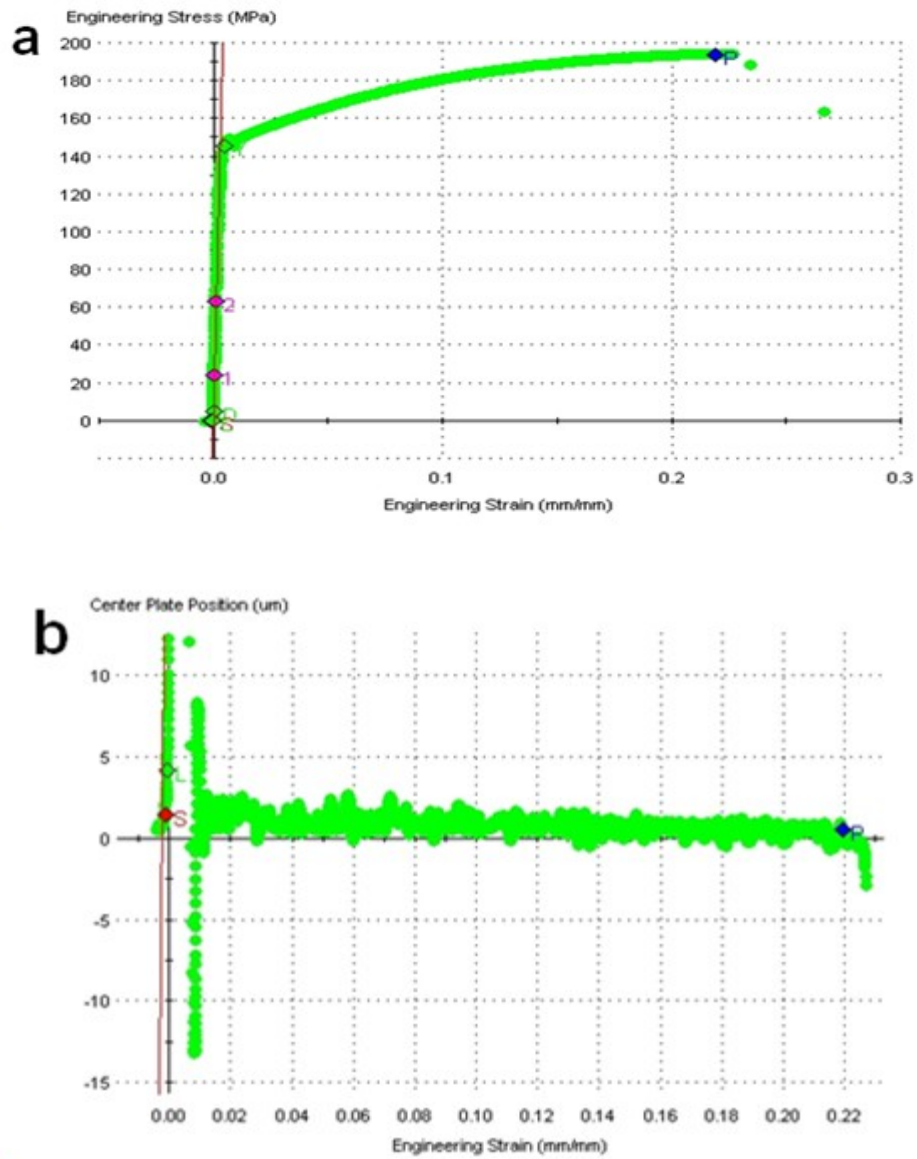 Engineering Stress (MPa)
a
200
180
160
140
120
100
80
60
40
20
0
2
1
S
P
0.0
0.1
0.2
0.3
Engineering Strain (mm/mm)
Center Plate Position (um)
b
10
5
0
-5
-10
-15
L
S
P
0.00 0.02 0.04 0.06 0.08 0.10 0.12 0.14 0.16 0.18 0.20 0.22
Engineering Strain (mm/mm)